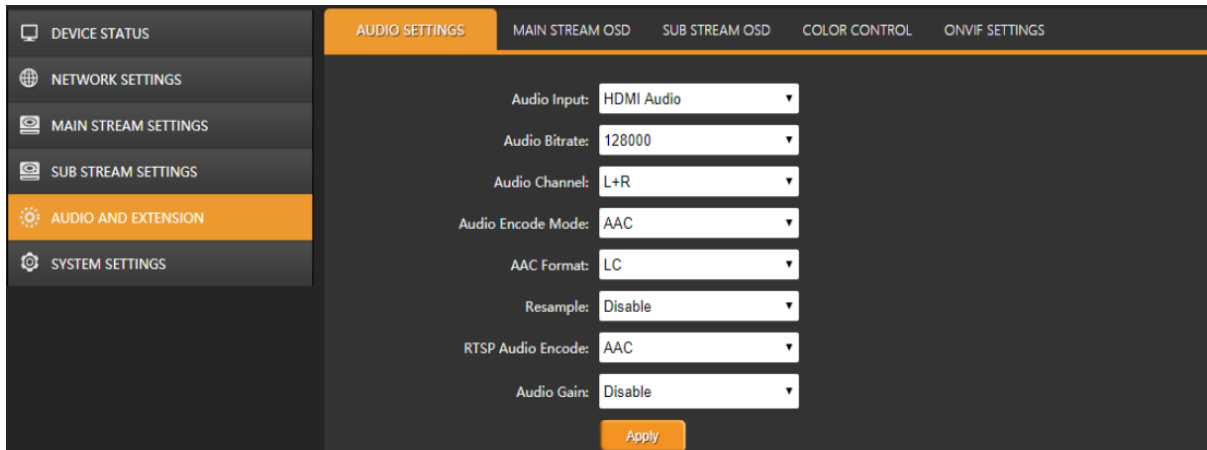 DEVICE STATUS
NETWORK SETTINGS
MAIN STREAM SETTINGS
SUB STREAM SETTINGS
AUDIO AND EXTENSION
SYSTEM SETTINGS
AUDIO SETTINGS MAIN STREAM OSD SUB STREAM OSD COLOR CONTROL ONVIF SETTINGS
Audio Input: HDMI Audio
Audio Bitrate: 128000
Audio Channel: L+R
Audio Encode Mode: AAC
AAC Format: LC
Resample: Disable
RTSP Audio Encode: AAC
Audio Gain: Disable
Apply